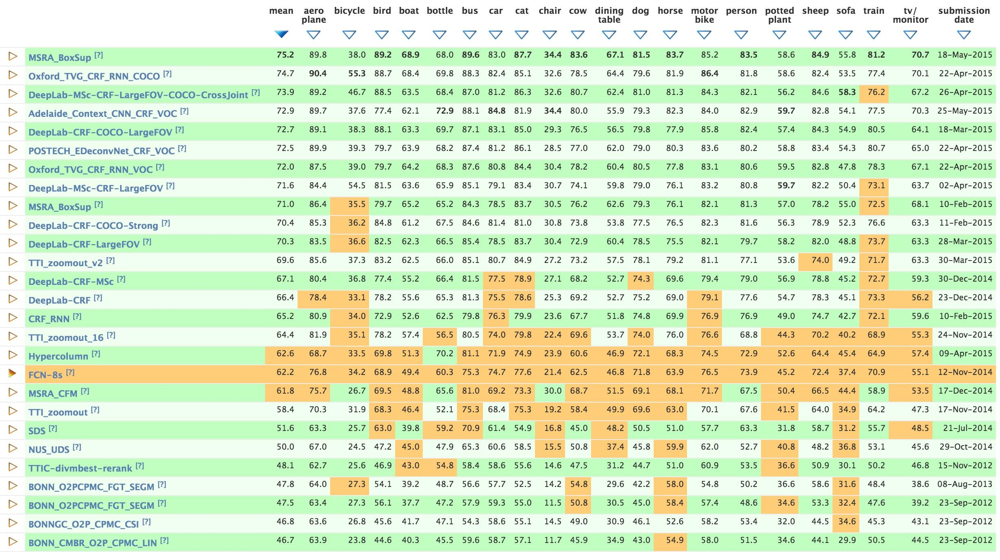 mean aero plane bicycle bird boat bottle bus car cat chair cow dining table dog horse motor bike person potted plant sheep sofa train tv/ monitor submission date
MSRA_BoxSup [?] 75.2 89.8 38.0 89.2 68.9 68.0 89.6 83.0 87.7 34.4 83.6 67.1 81.5 83.7 85.2 83.5 58.6 84.9 55.8 81.2 70.7 18-May-2015
Oxford_TVG_CRF_RNN_COCO [?] 74.7 90.4 55.3 88.7 68.4 69.8 88.3 82.4 85.1 32.6 78.5 64.4 79.6 81.9 86.4 81.8 58.6 82.4 53.5 77.4 70.1 22-Apr-2015
DeepLab-MSc-CRF-LargeFOV-COCO-CrossJoint [?] 73.9 89.2 46.7 88.5 63.5 68.4 87.0 81.2 86.3 32.6 80.7 62.4 81.0 81.3 84.3 82.1 56.2 84.6 58.3 76.2 67.2 26-Apr-2015
Adelaide_Context_CNN_CRF_VOC [?] 72.9 89.7 37.6 77.4 62.1 72.9 88.1 84.8 81.9 34.4 80.0 55.9 79.3 82.3 84.0 82.9 59.7 82.8 54.1 77.5 70.3 25-May-2015
DeepLab-CRF-COCO-LargeFOV [?] 72.7 89.1 38.3 88.1 63.3 69.7 87.1 83.1 85.0 29.3 76.5 56.5 79.8 77.9 85.8 82.4 57.4 84.3 54.9 80.5 64.1 18-Mar-2015
POSTECH_EDeconvNet_CRF_VOC [?] 72.5 89.9 39.3 79.7 63.9 68.2 87.4 81.2 86.1 28.5 77.0 62.0 79.0 80.3 83.6 80.2 58.8 83.4 54.3 80.7 65.0 22-Apr-2015
Oxford_TVG_CRF_RNN_VOC [?] 72.0 87.5 39.0 79.7 64.2 68.3 87.6 80.8 84.4 30.4 78.2 60.4 80.5 77.8 83.1 80.6 59.5 82.8 47.8 78.3 67.1 22-Apr-2015
DeepLab-MSc-CRF-LargeFOV [?] 71.6 84.4 54.5 81.5 63.6 65.9 85.1 79.1 83.4 30.7 74.1 59.8 79.0 76.1 83.2 80.8 59.7 82.2 50.4 73.1 63.7 02-Apr-2015
MSRA_BoxSup [?] 71.0 86.4 35.5 79.7 65.2 65.2 84.3 78.5 83.7 30.5 76.2 62.6 79.3 76.1 82.1 81.3 57.0 78.2 55.0 72.5 68.1 10-Feb-2015
DeepLab-CRF-COCO-Strong [?] 70.4 85.3 36.2 84.8 61.2 67.5 84.6 81.4 81.0 30.8 73.8 53.8 77.5 76.5 82.3 81.6 56.3 78.9 52.3 76.6 63.3 11-Feb-2015
DeepLab-CRF-LargeFOV [?] 70.3 83.5 36.6 82.5 62.3 66.5 85.4 78.5 83.7 30.4 72.9 60.4 78.5 75.5 82.1 79.7 58.2 82.0 48.8 73.7 63.3 28-Mar-2015
TTI_zoomout_v2 [?] 69.6 85.6 37.3 83.2 62.5 66.0 85.1 80.7 84.9 27.2 73.2 57.5 78.1 79.2 81.1 77.1 53.6 74.0 49.2 71.7 63.3 30-Mar-2015
DeepLab-CRF-MSc [?] 67.1 80.4 36.8 77.4 55.2 66.4 81.5 77.5 78.9 27.1 68.2 52.7 74.3 69.6 79.4 79.0 56.9 78.8 45.2 72.7 59.3 30-Dec-2014
DeepLab-CRF [?] 66.4 78.4 33.1 78.2 55.6 65.3 81.3 75.5 78.6 25.3 69.2 52.7 75.2 69.0 79.1 77.6 54.7 78.3 45.1 73.3 56.2 23-Dec-2014
CRF_RNN [?] 65.2 80.9 34.0 72.9 52.6 62.5 79.8 76.3 79.9 23.6 67.7 51.8 74.8 69.9 76.9 76.9 49.0 74.7 42.7 72.1 59.6 10-Feb-2015
TTI_zoomout_16 [?] 64.4 81.9 35.1 78.2 57.4 56.5 80.5 74.0 79.8 22.4 69.6 53.7 74.0 76.0 76.6 68.8 44.3 70.2 40.2 68.9 55.3 24-Nov-2014
Hypercolumn [?] 62.6 68.7 33.5 69.8 51.3 70.2 81.1 71.9 74.9 23.9 60.6 46.9 72.1 68.3 74.5 72.9 52.6 64.4 45.4 64.9 57.4 09-Apr-2015
FCN-8s [?] 62.2 76.8 34.2 68.9 49.4 60.3 75.3 74.7 77.6 21.4 62.5 46.8 71.8 63.9 76.5 73.9 45.2 72.4 37.4 70.9 55.1 12-Nov-2014
MSRA_CFM [?] 61.8 75.7 26.7 69.5 48.8 65.6 81.0 69.2 73.3 30.0 68.7 51.5 69.1 68.1 71.7 67.5 50.4 66.5 44.4 58.9 53.5 17-Dec-2014
TTI_zoomout [?] 58.4 70.3 31.9 68.3 46.4 52.1 75.3 68.4 75.3 19.2 58.4 49.9 69.6 63.0 70.1 67.6 41.5 64.0 34.9 64.2 47.3 17-Nov-2014
SDS [?] 51.6 63.3 25.7 63.0 39.8 59.2 70.9 61.4 54.9 16.8 45.0 48.2 50.5 51.0 57.7 63.3 31.8 58.7 31.2 55.7 48.5 21-Jul-2014
NUS_UDS [?] 50.0 67.0 24.5 47.2 45.0 47.9 65.3 60.6 58.5 15.5 50.8 37.4 45.8 59.9 62.0 52.7 40.8 48.2 36.8 53.1 45.6 29-Oct-2014
TTIC-divmbest-rerank [?] 48.1 62.7 25.6 46.9 43.0 54.8 58.4 58.6 55.6 14.6 47.5 31.2 44.7 51.0 60.9 53.5 36.6 50.9 30.1 50.2 46.8 15-Nov-2012
BONN_O2PCPMC_FGT_SEGM [?] 47.8 64.0 27.3 54.1 39.2 48.7 56.6 57.7 52.5 14.2 54.8 29.6 42.2 58.0 54.8 50.2 36.6 58.6 31.6 48.4 38.6 08-Aug-2013
BONN_O2PCPMC_FGT_SEGM [?] 47.5 63.4 27.3 56.1 37.7 47.2 57.9 59.3 55.0 11.5 50.8 30.5 45.0 58.4 57.4 48.6 34.6 53.3 32.4 47.6 39.2 23-Sep-2012
BONNGC_O2P_CPMC_CSI [?] 46.8 63.6 26.8 45.6 41.7 47.1 54.3 58.6 55.1 14.5 49.0 30.9 46.1 52.6 58.2 53.4 32.0 44.5 34.6 45.3 43.1 23-Sep-2012
BONN_CMBR_O2P_CPMC_LIN [?] 46.7 63.9 23.8 44.6 40.3 45.5 59.6 58.7 57.1 11.7 45.9 34.9 43.0 54.9 58.0 51.5 34.6 44.1 29.9 50.5 44.5 23-Sep-2012